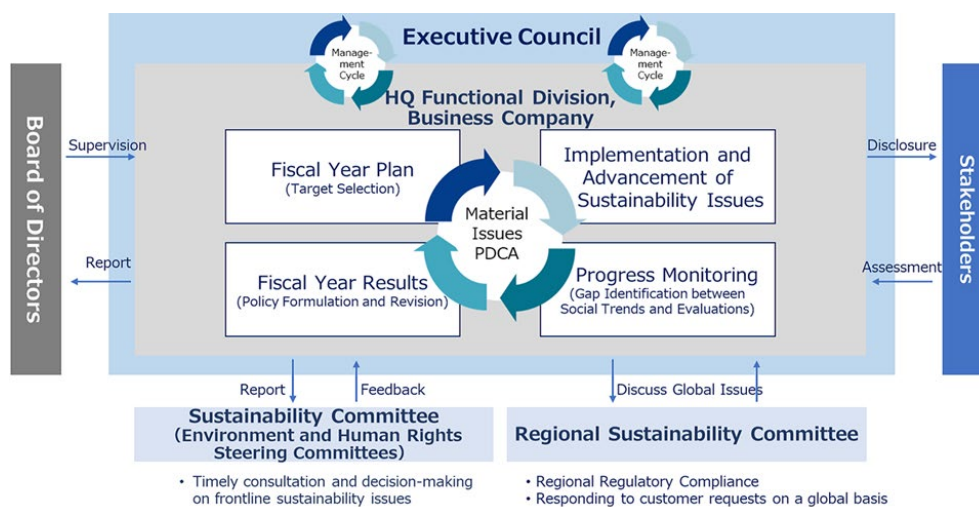 Executive Council
Manage-
ment
Cycle
Manage-
ment
Cycle
HQ Functional Division,
Business Company
Board of Directors
Supervision
Report
Fiscal Year Plan
(Target Selection)
Implementation and
Advancement of
Sustainability Issues
Material
Issues
PDCA
Fiscal Year Results
(Policy Formulation and Revision)
Progress Monitoring
(Gap Identification between
Social Trends and Evaluations)
Disclosure
Assessment
Stakeholders
Report
Feedback
Discuss Global Issues
Sustainability Committee
(Environment and Human Rights
Steering Committees)
• Timely consultation and decision-making
on frontline sustainability issues
Regional Sustainability Committee
• Regional Regulatory Compliance
• Responding to customer requests on a global basis